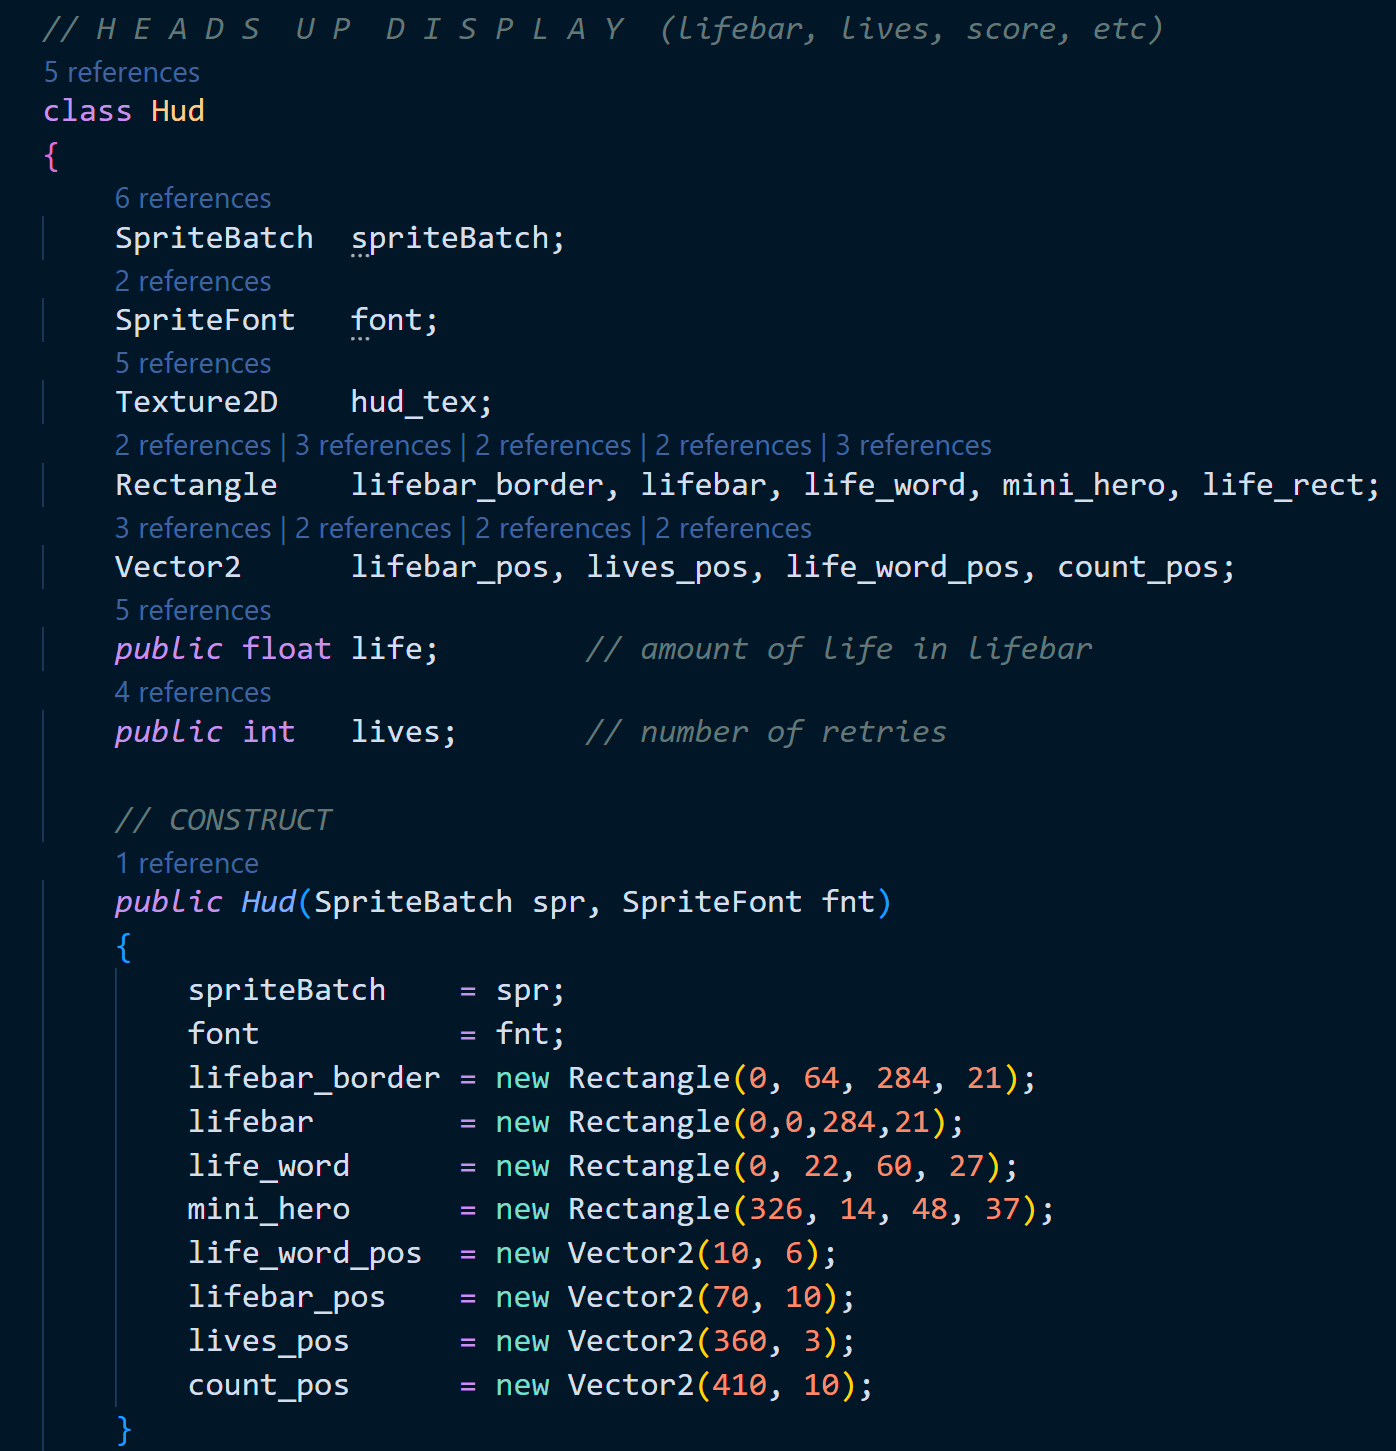 // H E A D S  U P  D I S P L A Y  (lifebar, lives, score, etc)
5 references
class Hud
{
6 references
SpriteBatch  spriteBatch;
2 references
SpriteFont   font;
5 references
Texture2D    hud_tex;
2 references | 3 references | 2 references | 2 references | 3 references
Rectangle    lifebar_border, lifebar, life_word, mini_hero, life_rect;
3 references | 2 references | 2 references | 2 references
Vector2      lifebar_pos, lives_pos, life_word_pos, count_pos;
5 references
public float life;        // amount of life in lifebar
4 references
public int   lives;       // number of retries
// CONSTRUCT
1 reference
public Hud(SpriteBatch spr, SpriteFont fnt)
{
spriteBatch    = spr;
font           = fnt;
lifebar_border = new Rectangle(0, 64, 284, 21);
lifebar        = new Rectangle(0,0,284,21);
life_word      = new Rectangle(0, 22, 60, 27);
mini_hero      = new Rectangle(326, 14, 48, 37);
life_word_pos  = new Vector2(10, 6);
lifebar_pos    = new Vector2(70, 10);
lives_pos      = new Vector2(360, 3);
count_pos      = new Vector2(410, 10);
}